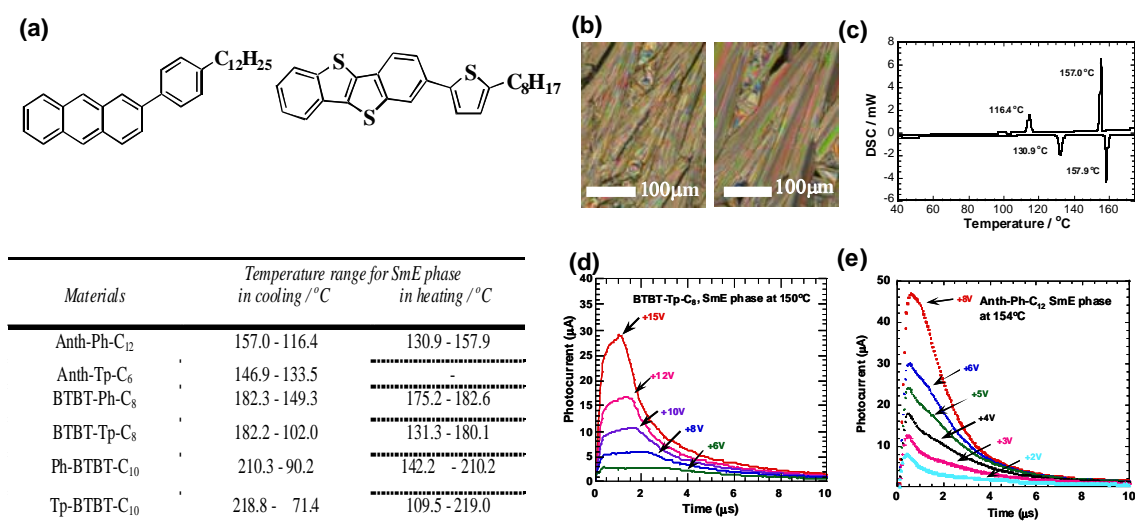 (a)
C12H25
S
S
S
C8H17
(b)
100μm
100μm
(c)
DSC / mW
8
6
4
2
0
-2
-4
-6
157.0 °C
116.4 °C
130.9 °C
157.9 °C
40 60 80 100 120 140 160
Temperature / °C
Temperature range for SmE phase
Materials in cooling / °C in heating / °C
Anth-Ph-C12 157.0 - 116.4 130.9 - 157.9
Anth-Tp-C6 146.9 - 133.5 -
BTBT-Ph-C8 182.3 - 149.3 175.2 - 182.6
BTBT-Tp-C8 182.2 - 102.0 131.3 - 180.1
Ph-BTBT-C10 210.3 - 90.2 142.2 - 210.2
Tp-BTBT-C10 218.8 - 71.4 109.5 - 219.0
(d)
Photocurrent (μA)
40
35
30
25
20
15
10
5
0
BTBT-Tp-C8, SmE phase at 150ºC
+15V
+12V
+10V
+8V
+6V
0 2 4 6 8 10
Time (μs)
(e)
Photocurrent (μA)
50
40
30
20
10
Anth-Ph-C12 SmE phase
at 154ºC
+8V
+6V
+5V
+4V
+3V
+2V
0 2 4 6 8 10
Time (μs)